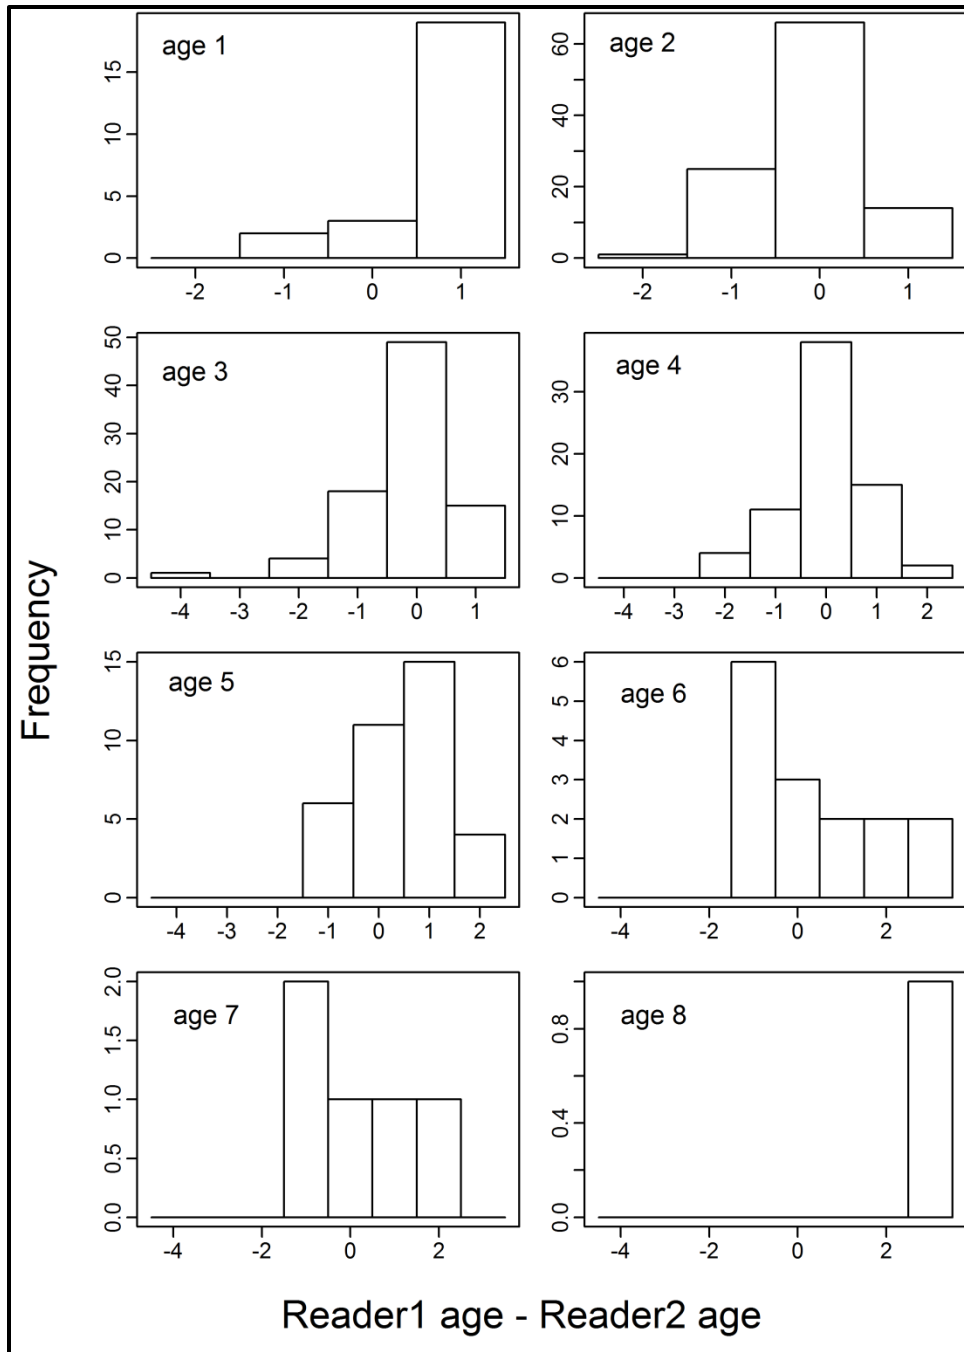 age 1
0 5 10 15
-2 -1 0 1
age 2
0 20 40 60
-2 -1 0 1
age 3
0 10 20 30 40 50
-4 -3 -2 -1 0 1
age 4
0 10 20 30
-4 -3 -2 -1 0 1 2
Frequency
age 5
0 5 10 15
-4 -3 -2 -1 0 1 2
age 6
0 1 2 3 4 5 6
-4 -2 0 2
age 7
0.0 0.5 1.0 1.5 2.0
-4 -2 0 2
age 8
0.0 0.4 0.8
-4 -2 0 2
Reader1 age - Reader2 age